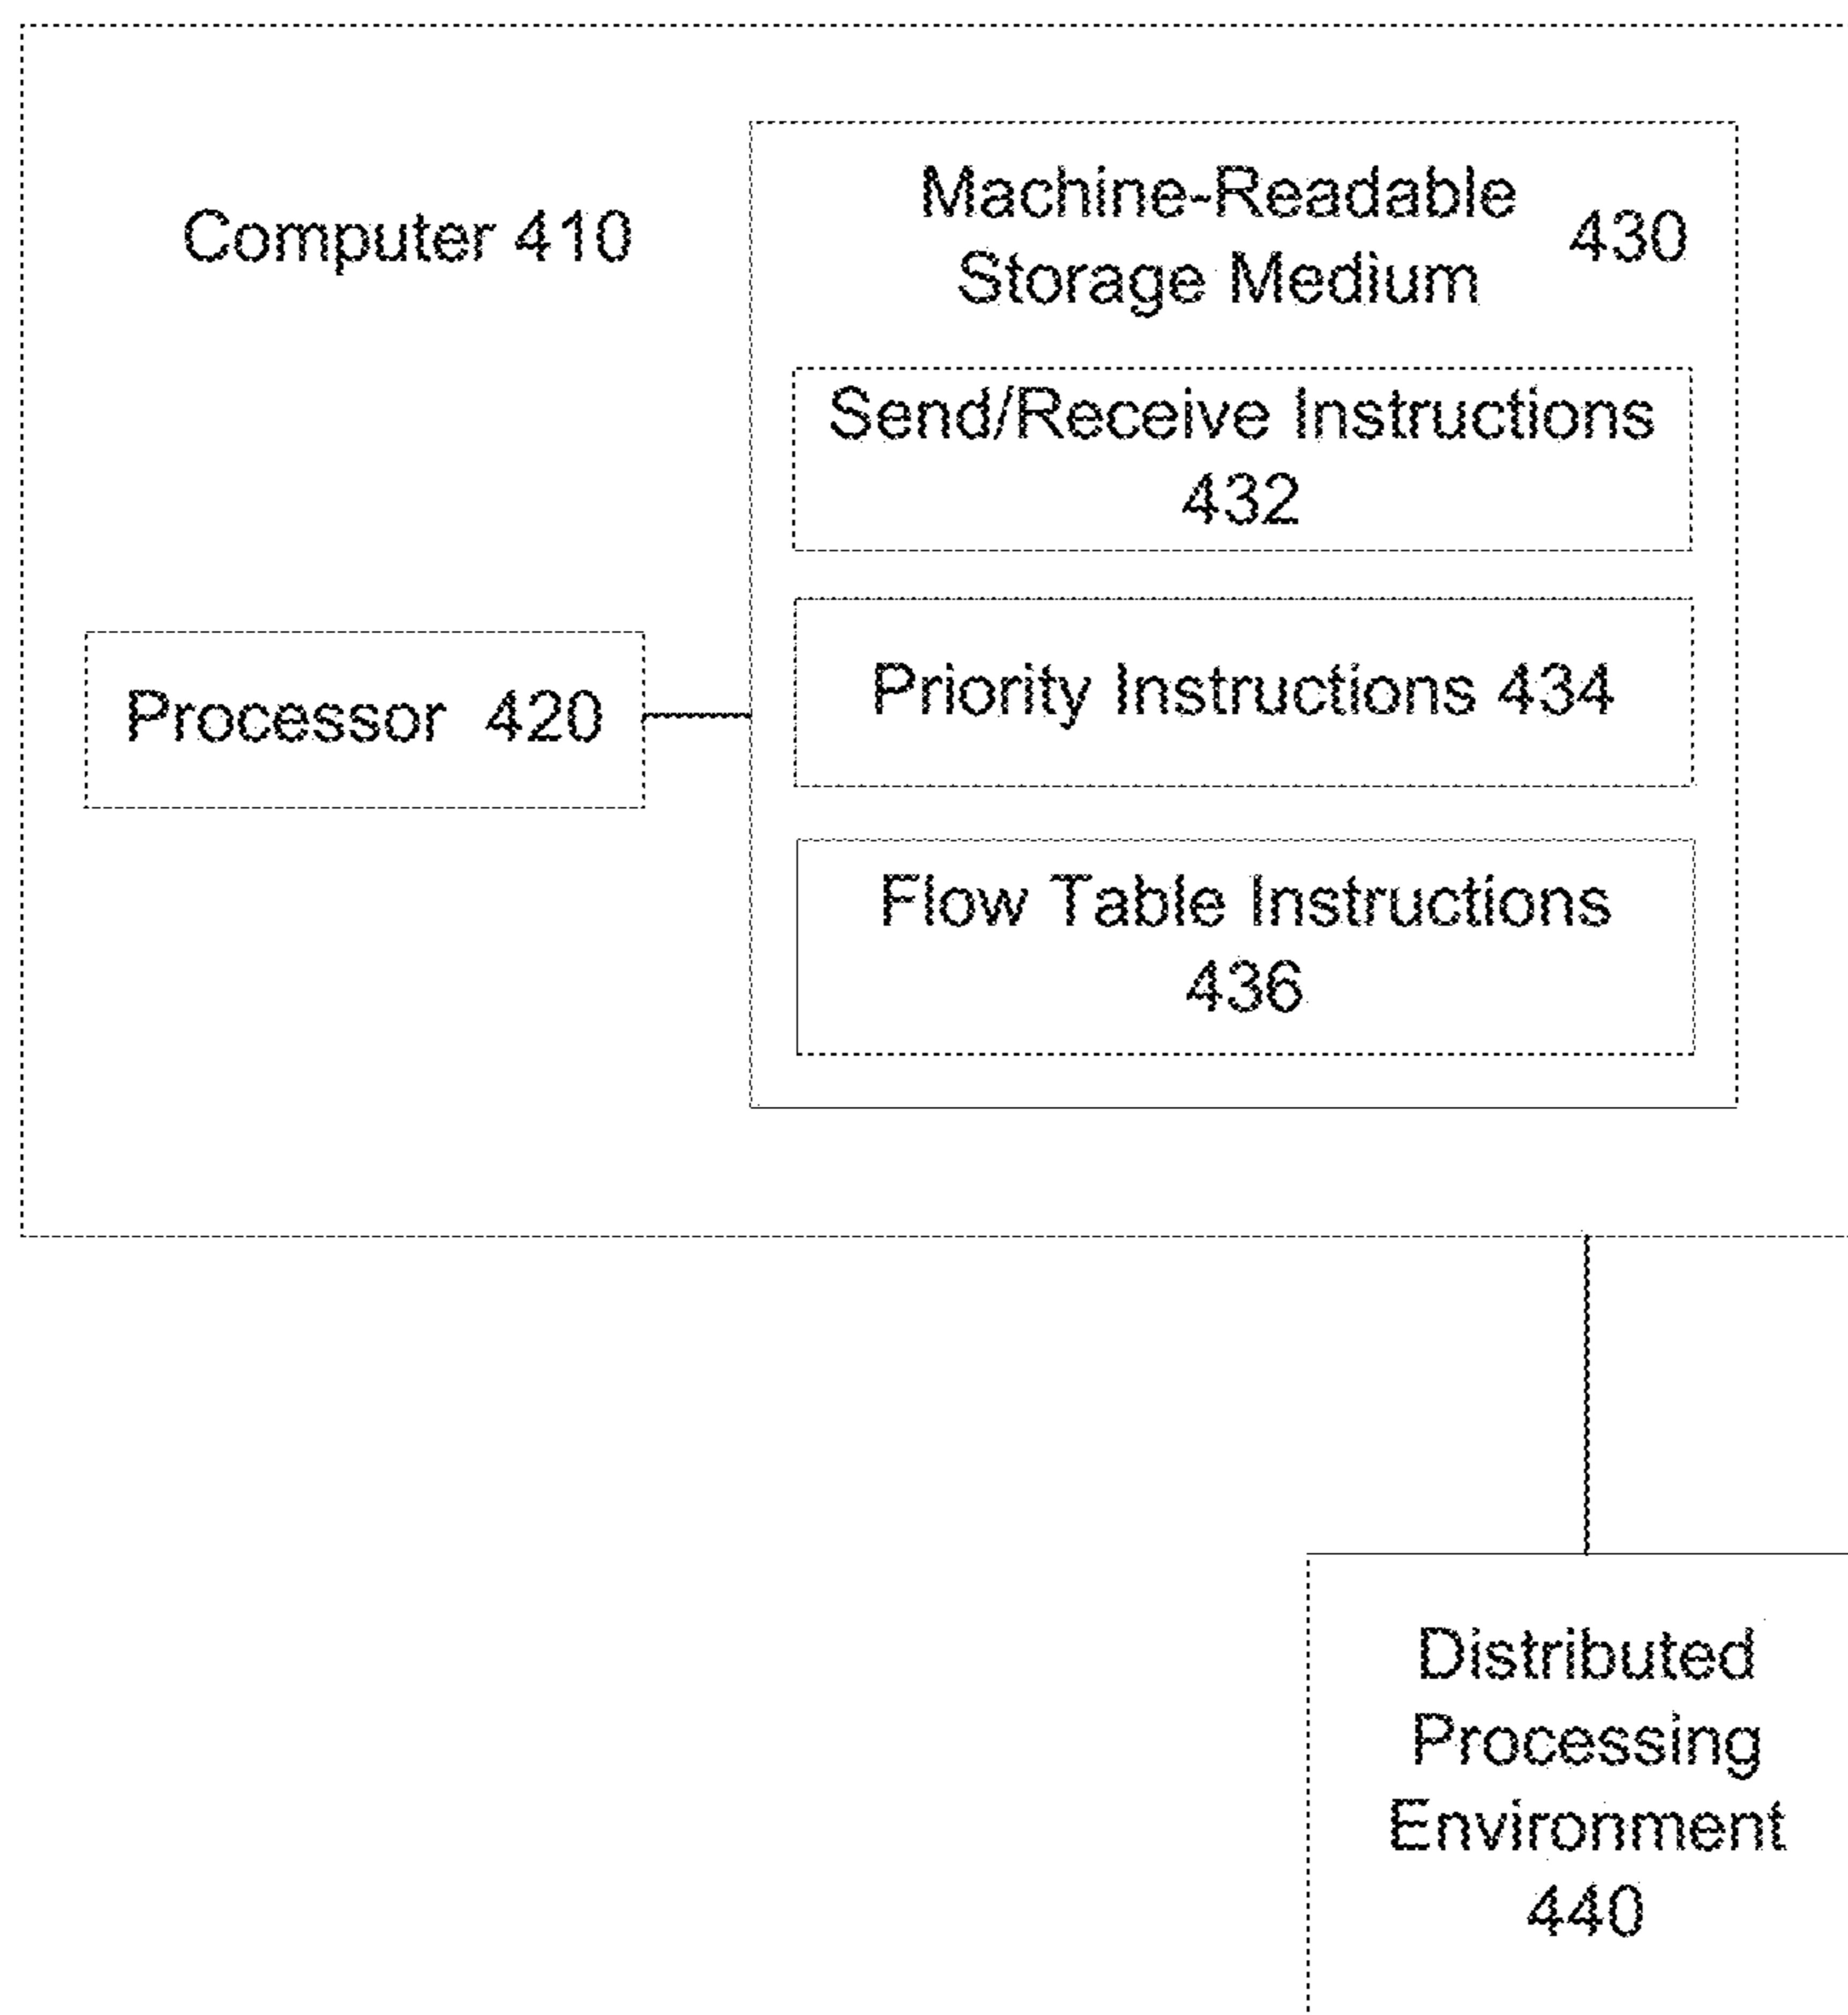 Computer 410
Machine-Readable
Storage Medium
430
Send/Receive Instructions
432
Priority Instructions 434
Processor 420
Flow Table Instructions
436
Distributed
Processing
Environment
440